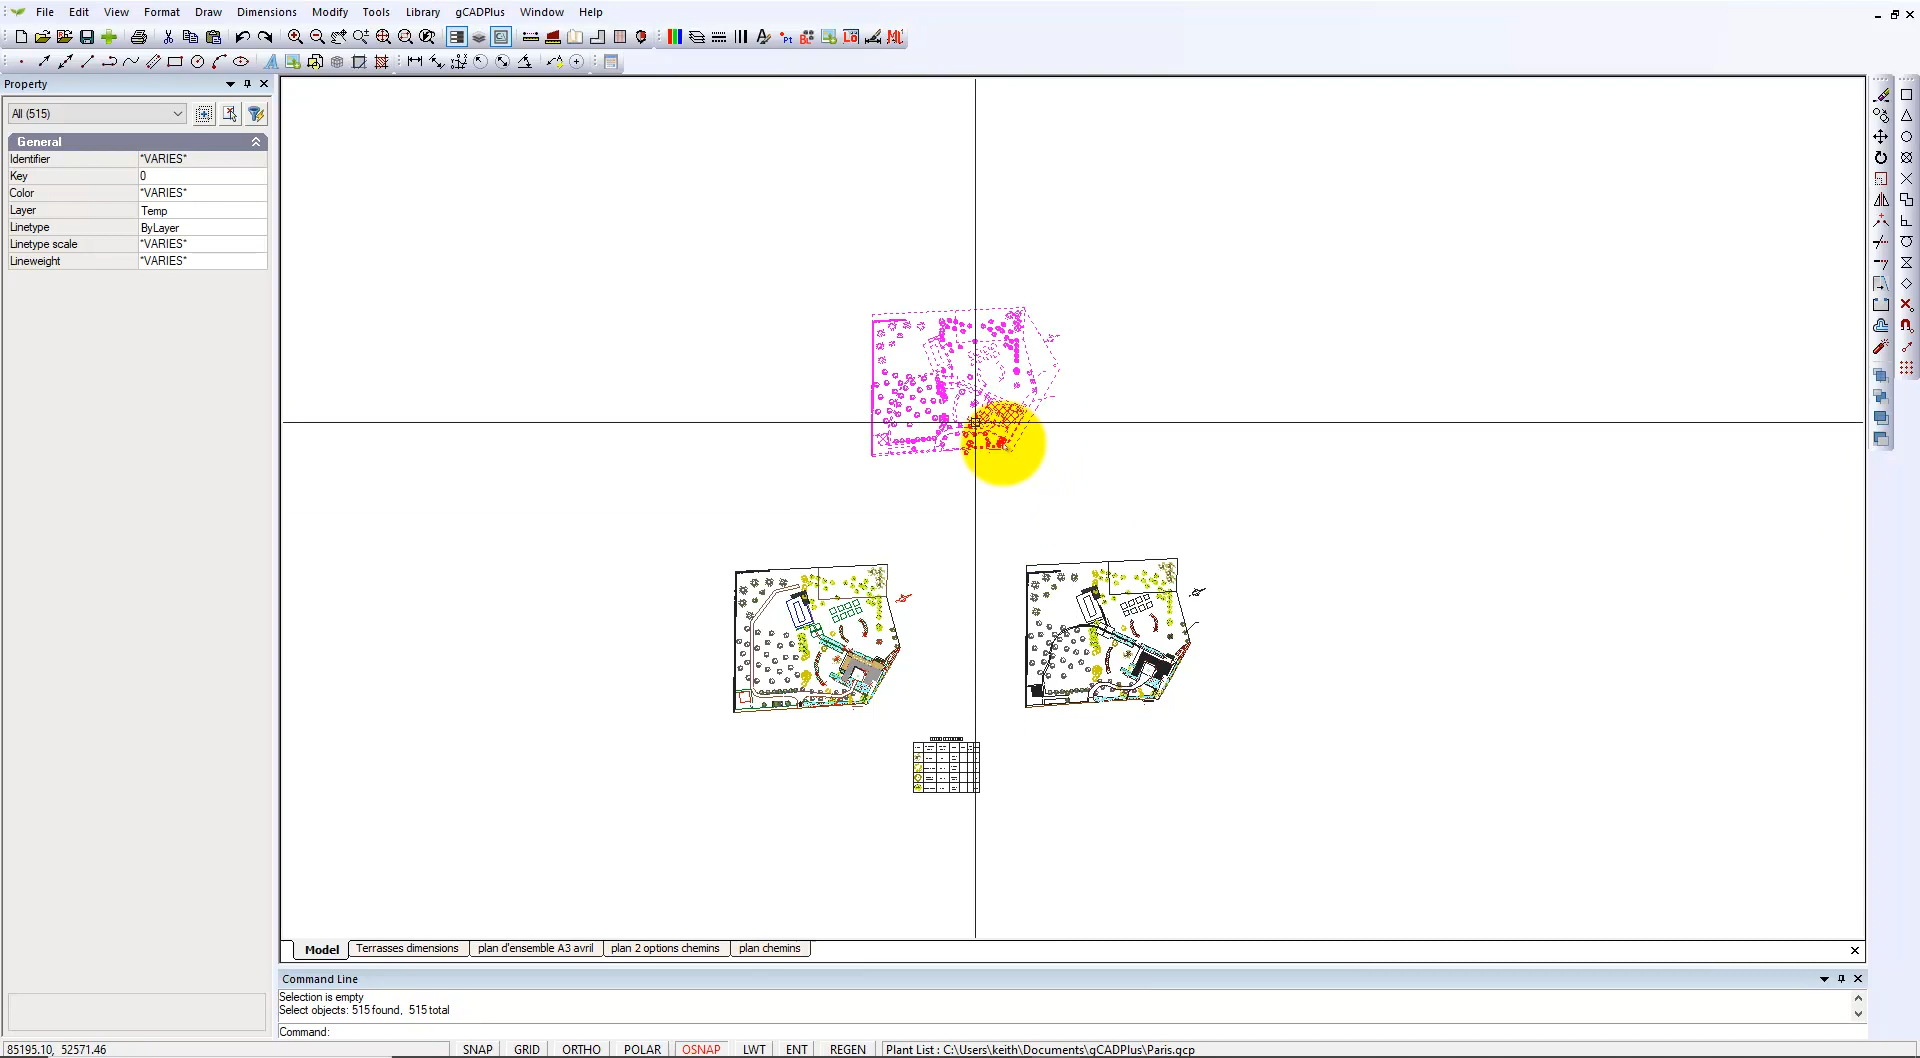 File Edit View Format Draw Dimensions Modify Tools Library gCADPlus Window Help
Property
All (515)
General
Identifier *VARIES*
Key 0
Color *VARIES*
Layer Temp
Linetype ByLayer
Linetype scale *VARIES*
Lineweight *VARIES*
Model Terrasses dimensions plan d'ensemble A3 avril plan 2 options chemins plan chemins
Command Line
Selection is empty
Select objects: 515 found, 515 total
Command:
85195.10, 52571.46 SNAP GRID ORTHO POLAR OSNAP LWT ENT REGEN Plant List : C:\Users\keith\Documents\gCADPlus\Paris.gcp